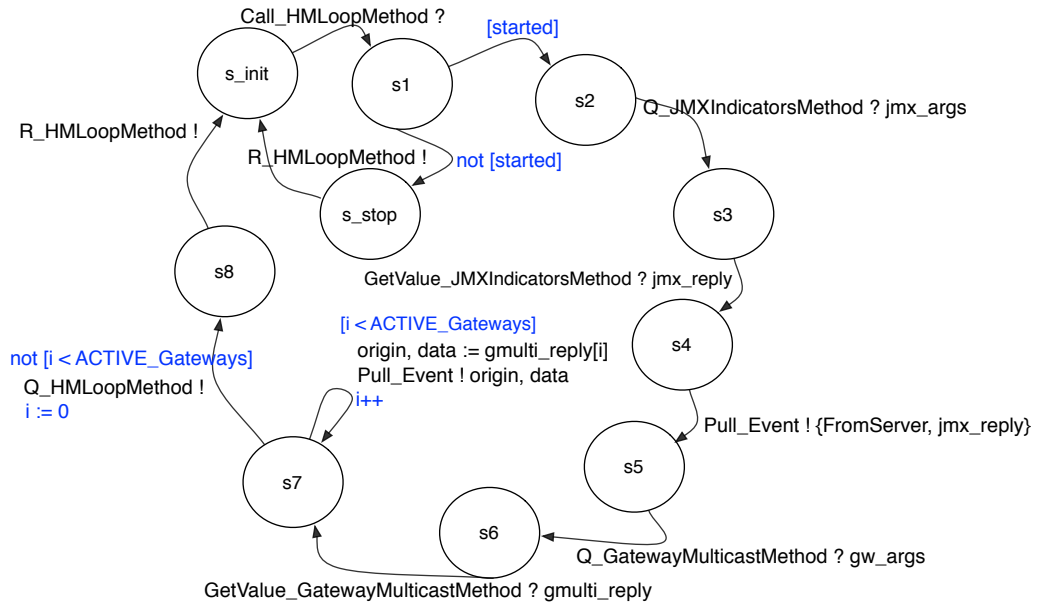 Call_HMLoopMethod ?
[started]
s_init
s1
s2
Q_JMXIndicatorsMethod ? jmx_args
R_HMLoopMethod !
R_HMLoopMethod !
not [started]
s_stop
s3
s8
GetValue_JMXIndicatorsMethod ? jmx_reply
[i < ACTIVE_Gateways]
origin, data := gmulti_reply[i]
Pull_Event ! origin, data
i++
s4
not [i < ACTIVE_Gateways]
Q_HMLoopMethod !
i := 0
Pull_Event ! {FromServer, jmx_reply}
s5
s7
s6
Q_GatewayMulticastMethod ? gw_args
GetValue_GatewayMulticastMethod ? gmulti_reply